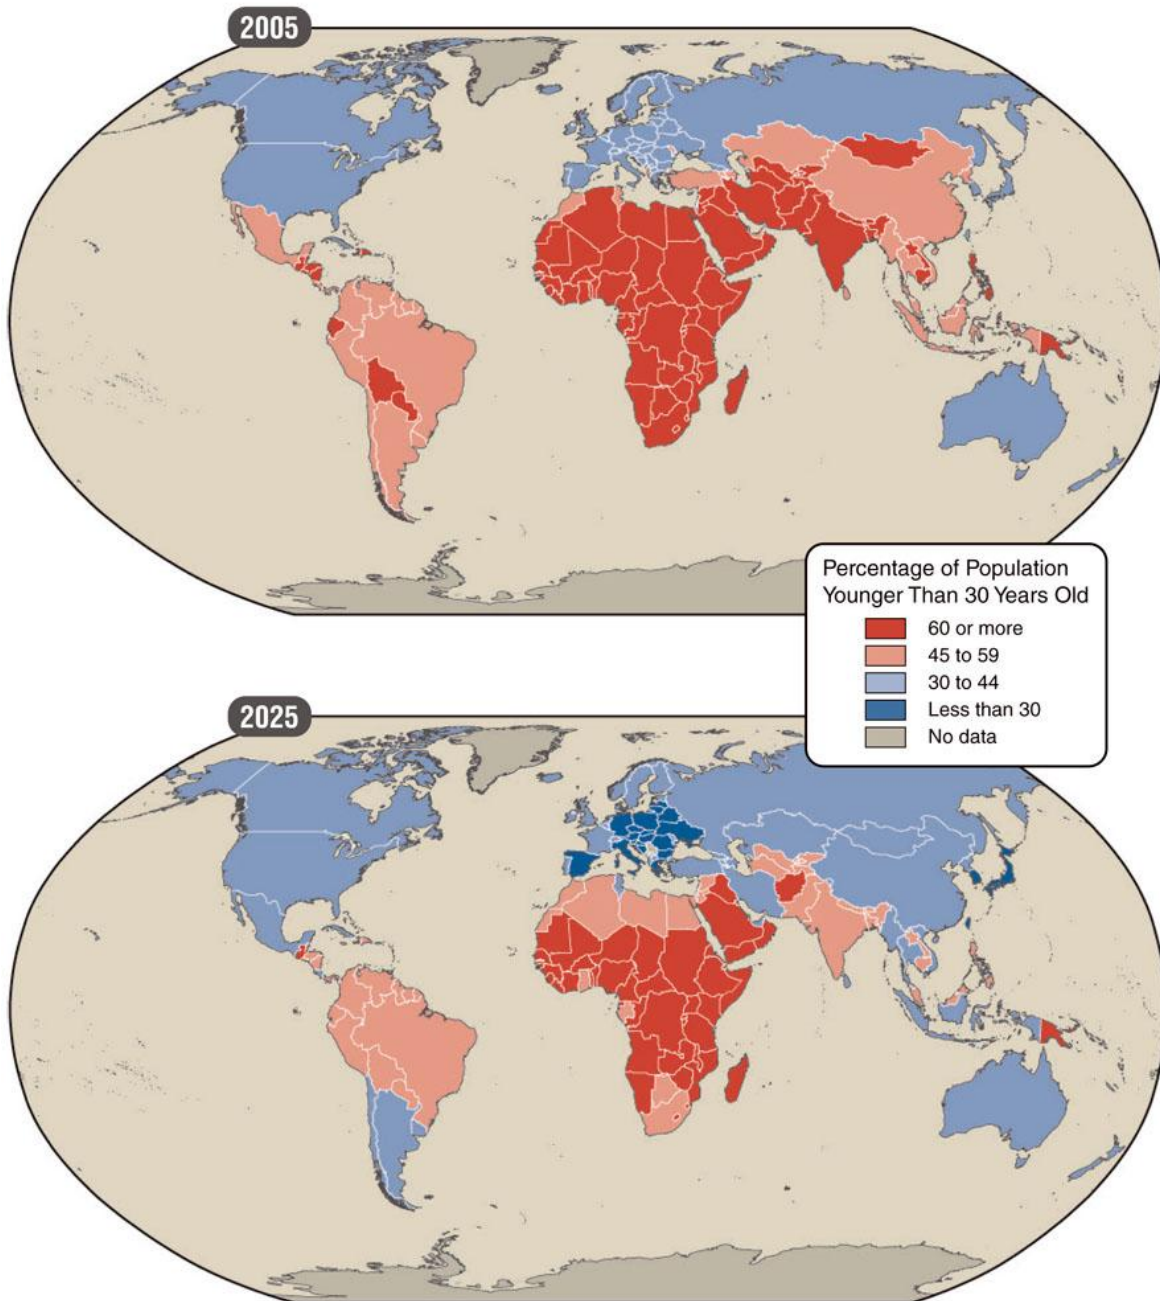 2005
Percentage of Population
Younger Than 30 Years Old
60 or more
45 to 59
30 to 44
Less than 30
No data
2025